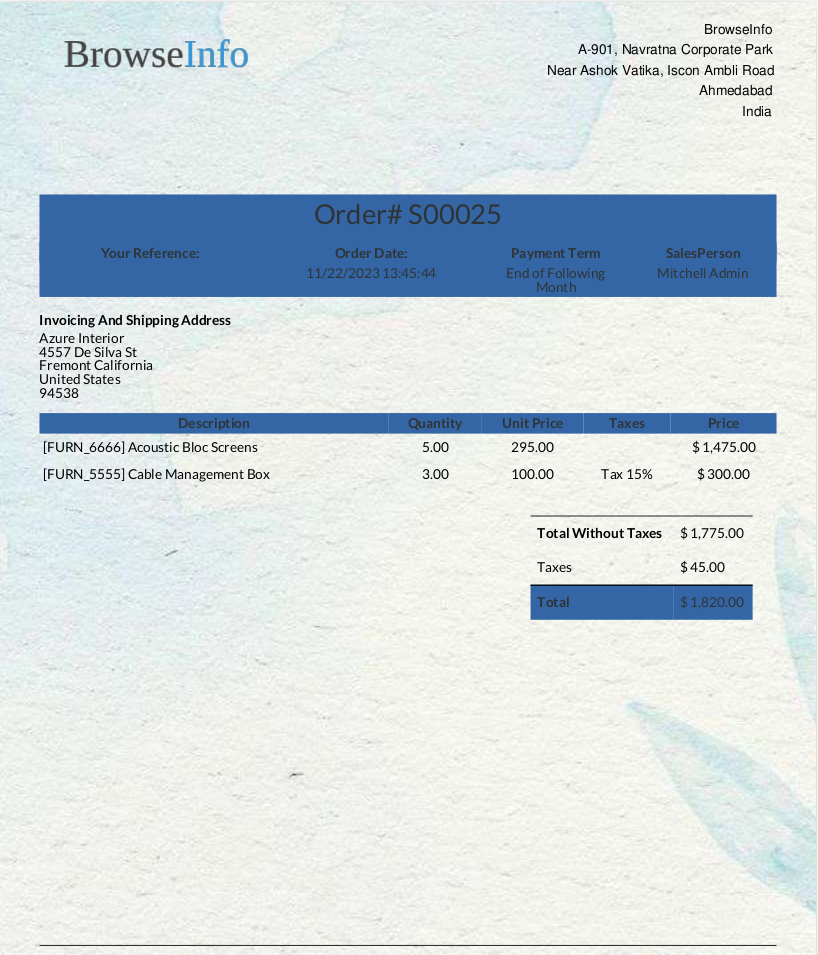 BrowseInfo
BrowseInfo
A-901, Navratna Corporate Park
Near Ashok Vatika, Iscon Ambli Road
Ahmedabad
India
Order# S00025
Your Reference: Order Date: Payment Term SalesPerson
11/22/2023 13:45:44 End of Following Mitchell Admin
Month
Invoicing And Shipping Address
Azure Interior
4557 De Silva St
Fremont California
United States
94538
Description Quantity Unit Price Taxes Price
[FURN_6666] Acoustic Bloc Screens 5.00 295.00 $ 1,475.00
[FURN_5555] Cable Management Box 3.00 100.00 Tax 15% $ 300.00
Total Without Taxes $ 1,775.00
Taxes $ 45.00
Total $ 1,820.00